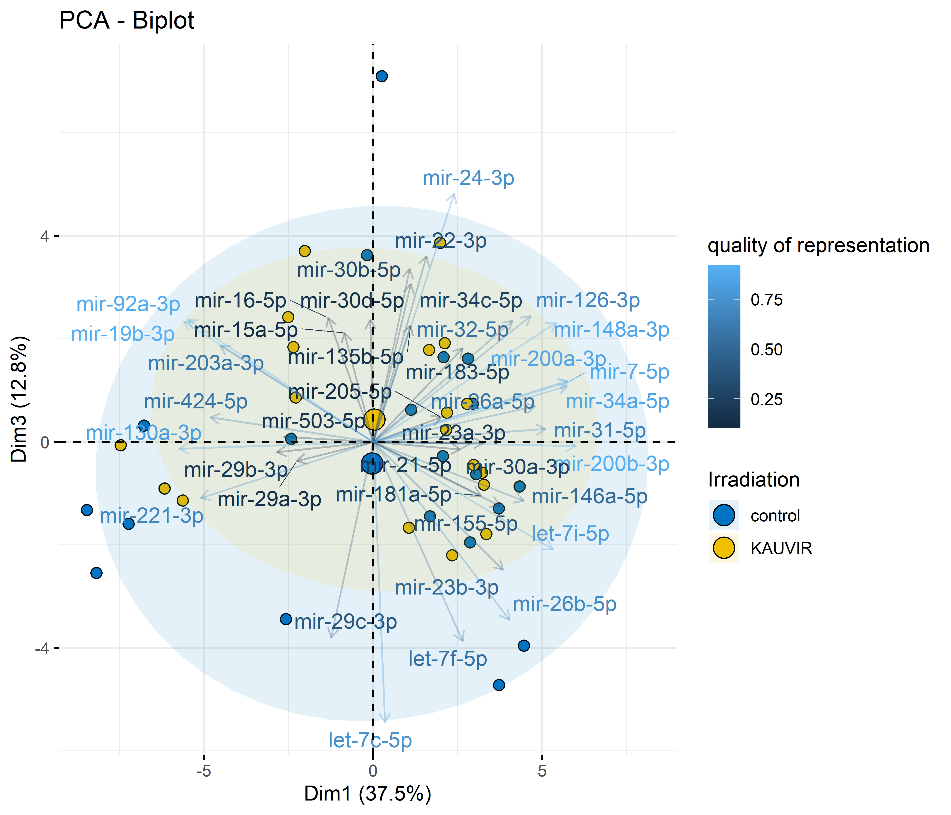 PCA - Biplot
mir-24-3p
mir-22-3p
mir-30b-5p
mir-92a-3p
mir-16-5p
mir-30d-5p
mir-34c-5p
mir-126-3p
mir-19b-3p
mir-15a-5p
mir-32-5p
mir-148a-3p
mir-203a-3p
mir-135b-5p
mir-200a-3p
mir-183-5p
mir-7-5p
mir-424-5p
mir-205-5p
mir-96a-5p
mir-34a-5p
mir-130a-3p
mir-503-5p
mir-23a-3p
mir-31-5p
mir-29b-3p
mir-21-5p
mir-30a-3p
mir-200b-3p
mir-29a-3p
mir-181a-5p
mir-146a-5p
mir-221-3p
mir-155-5p
let-7i-5p
mir-23b-3p
mir-26b-5p
mir-29c-3p
let-7f-5p
let-7c-5p
4
0
-4
-5
0
5
Dim1 (37.5%)
Dim3 (12.8%)
quality of representation
0.75
0.50
0.25
Irradiation
control
KAUVIR